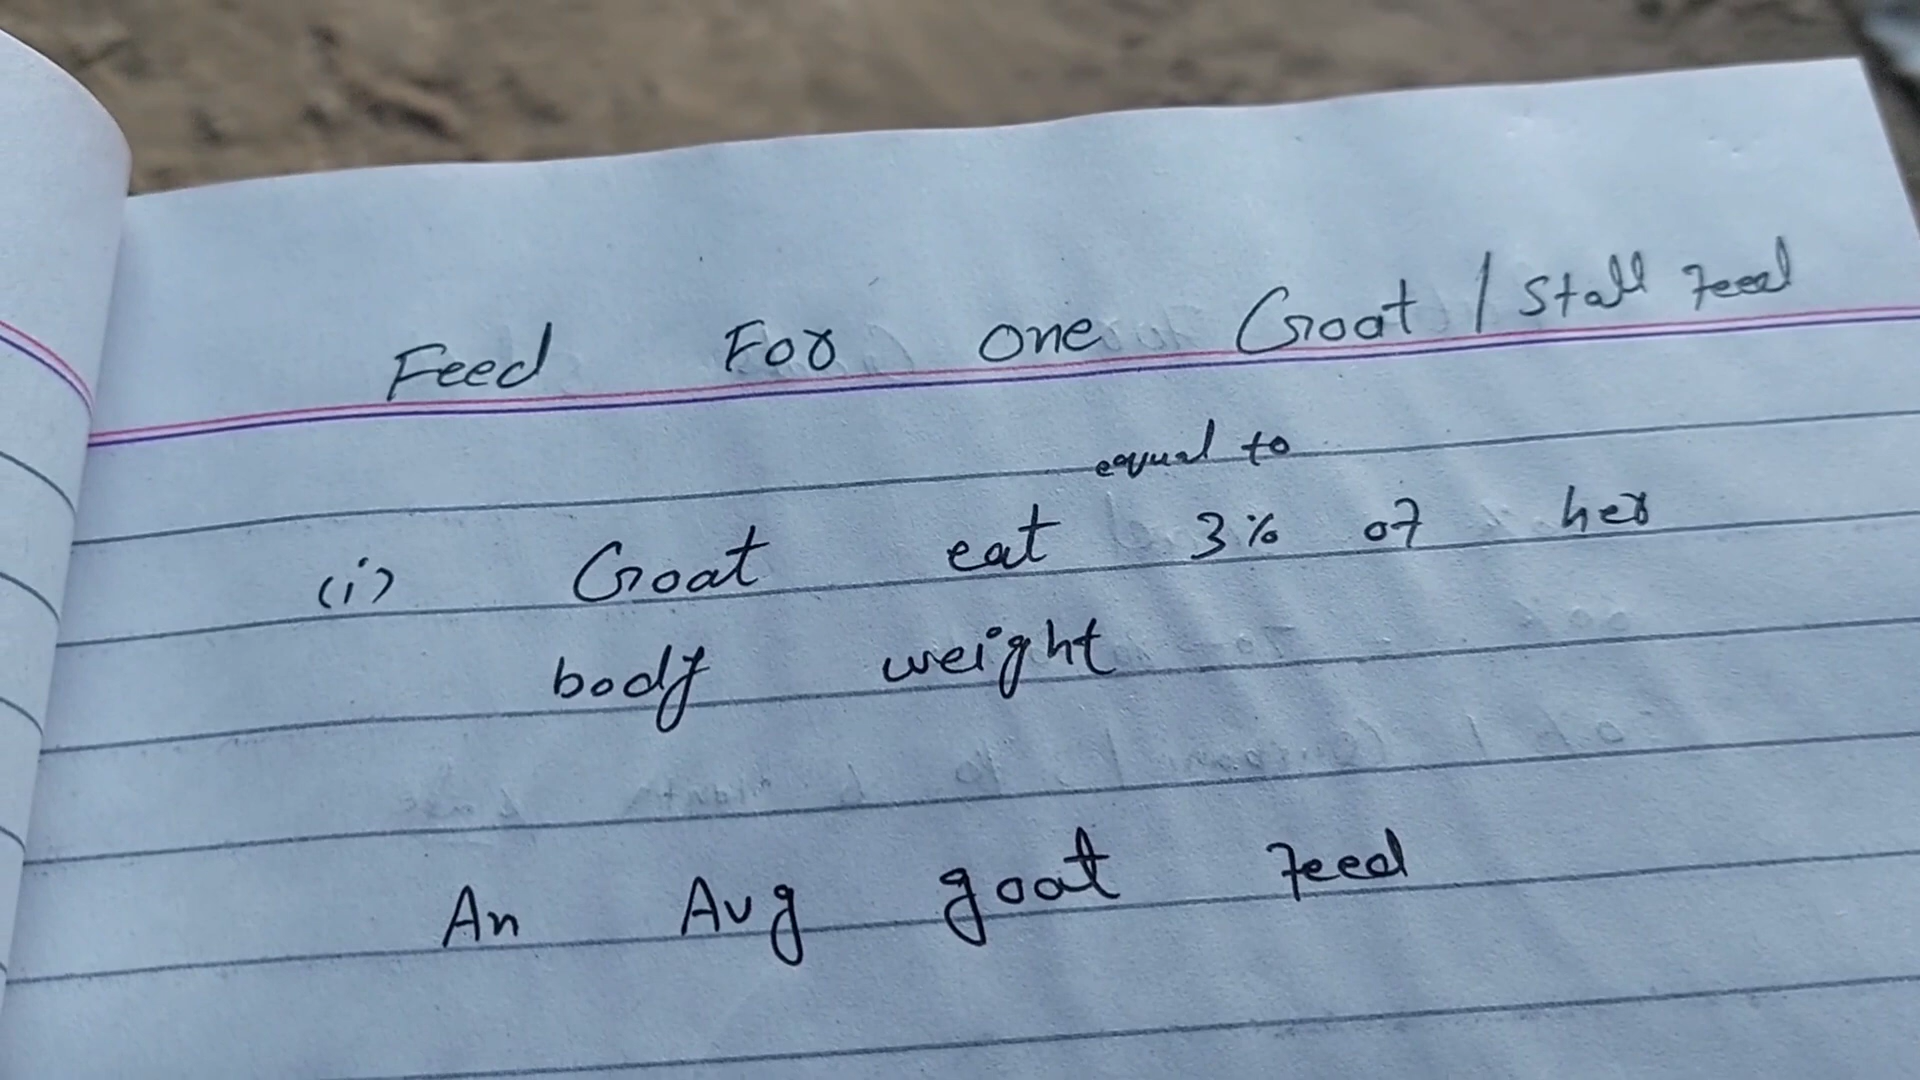 Feed For one Goat / Stall Feed
equal to
(i) Goat eat 3% of her
body weight
An Avg goat feed